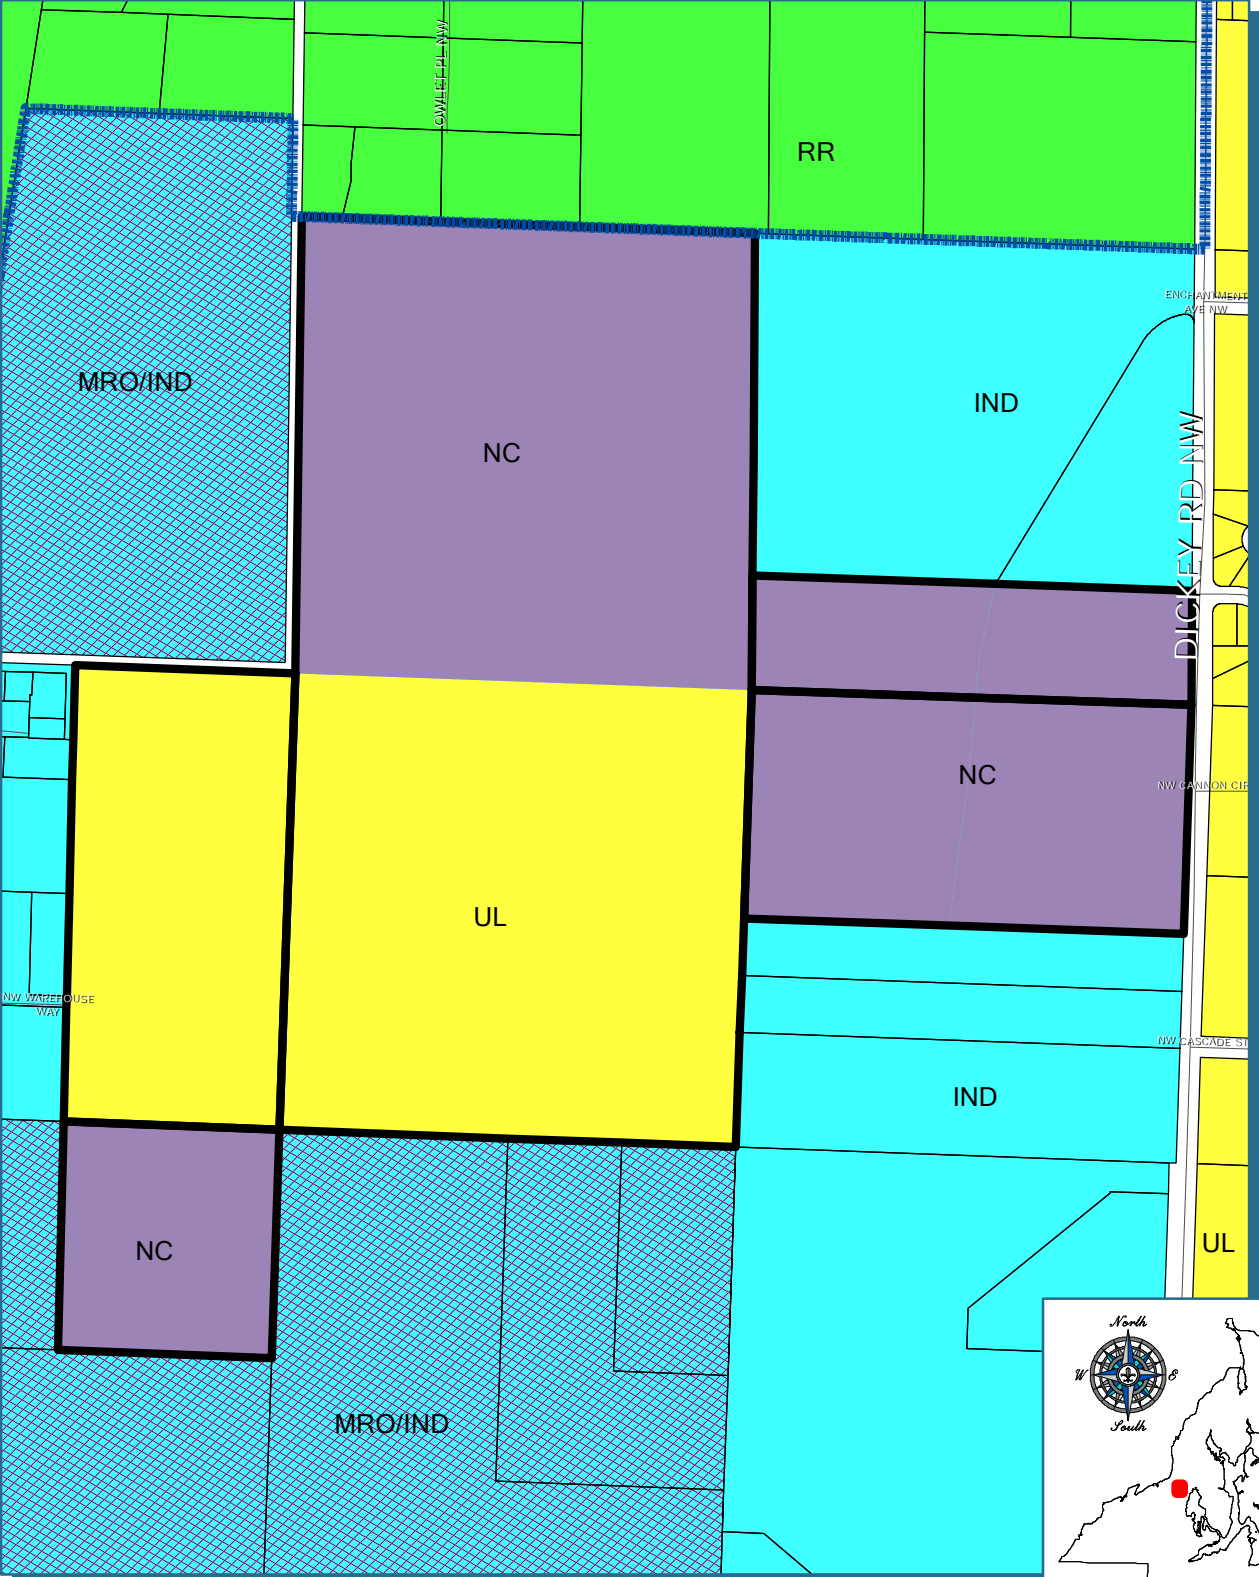 OWLET PL NW
RR
ENCHANTMENT
AVE NW
MRO/IND
IND
NC
DICKEY RD NW
NC
NW CANNON CIR
UL
NW WAREHOUSE
WAY
NW CASCADE ST
IND
NC
UL
North
W
E
South
MRO/IND